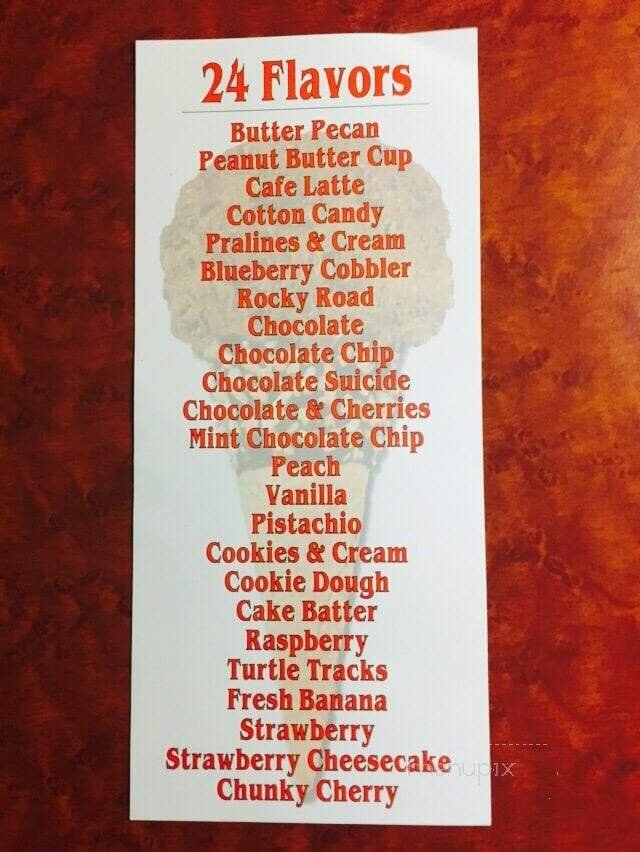 24 Flavors
Butter Pecan
Peanut Butter Cup
Cafe Latte
Cotton Candy
Pralines & Cream
Blueberry Cobbler
Rocky Road
Chocolate
Chocolate Chip
Chocolate Suicide
Chocolate & Cherries
Mint Chocolate Chip
Peach
Vanilla
Pistachio
Cookies & Cream
Cookie Dough
Cake Batter
Raspberry
Turtle Tracks
Fresh Banana
Strawberry
Strawberry Cheesecake
menupix
Chunky Cherry